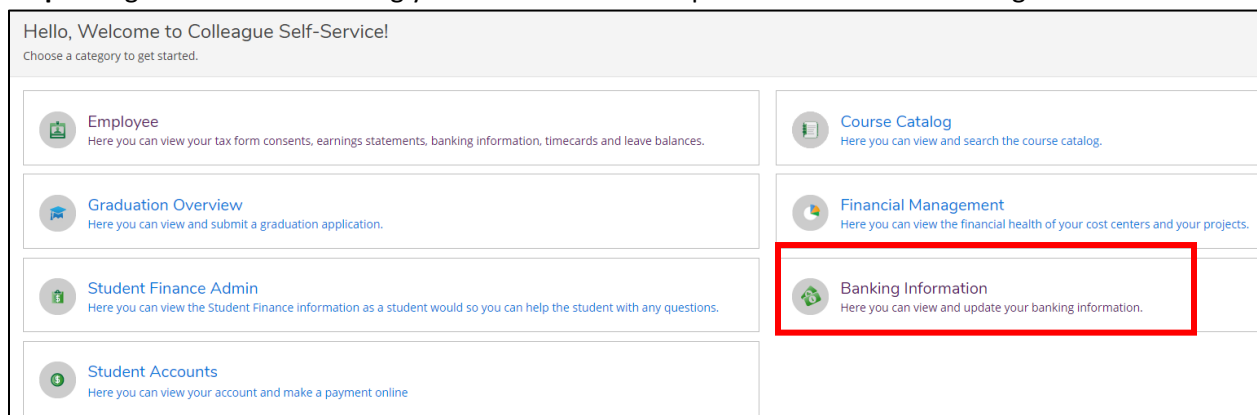 Hello, Welcome to Colleague Self-Service!
Choose a category to get started.
Employee
Here you can view your tax form consents, earnings statements, banking information, timecards and leave balances.
Course Catalog
Here you can view and search the course catalog.
Graduation Overview
Here you can view and submit a graduation application.
Financial Management
Here you can view the financial health of your cost centers and your projects.
Student Finance Admin
Here you can view the Student Finance information as a student would so you can help the student with any questions.
Banking Information
Here you can view and update your banking information.
Student Accounts
Here you can view your account and make a payment online